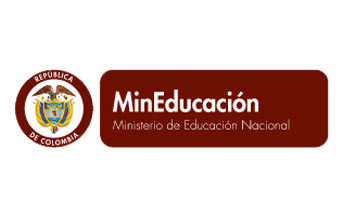 REPÚBLICA
DE COLOMBIA
MinEducación
Ministerio de Educación Nacional